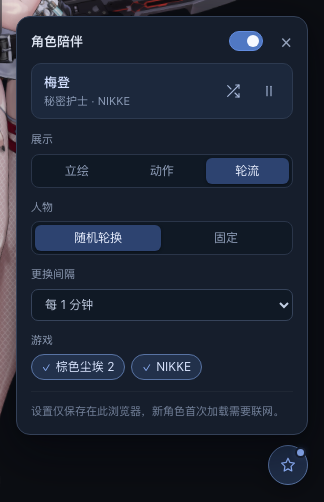 角色陪伴
梅登
秘密护士 · NIKKE
展示
立绘 动作 轮流
人物
随机轮换 固定
更换间隔
每 1 分钟
游戏
✓ 棕色尘埃 2 ✓ NIKKE
设置仅保存在此浏览器，新角色首次加载需要联网。